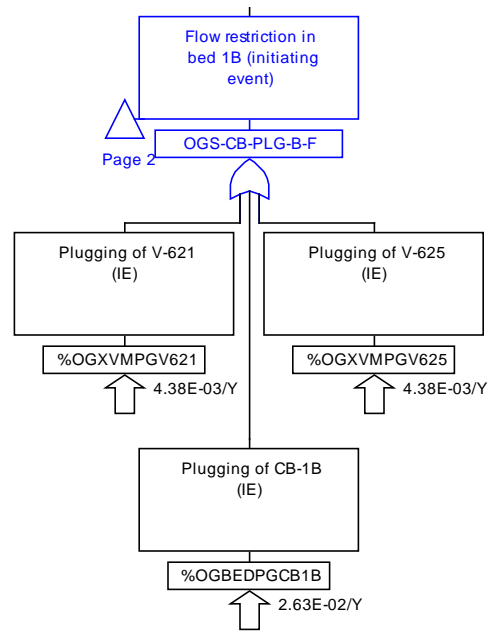 Flow restriction in
bed 1B (initiating
event)
Page 2
OGS-CB-PLG-B-F
Plugging of V-621
(IE)
%OGXVMPGV621
4.38E-03/Y
Plugging of V-625
(IE)
%OGXVMPGV625
4.38E-03/Y
Plugging of CB-1B
(IE)
%OGBEDPGCB1B
2.63E-02/Y